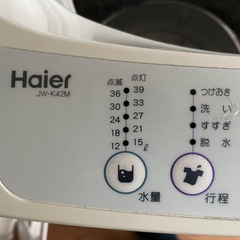 Haier
JW-K42M
点滅 点灯
36 39
30 33
24 27
18 21
12 15ℓ
水量
つけおき
洗い
すすぎ
脱水
行程